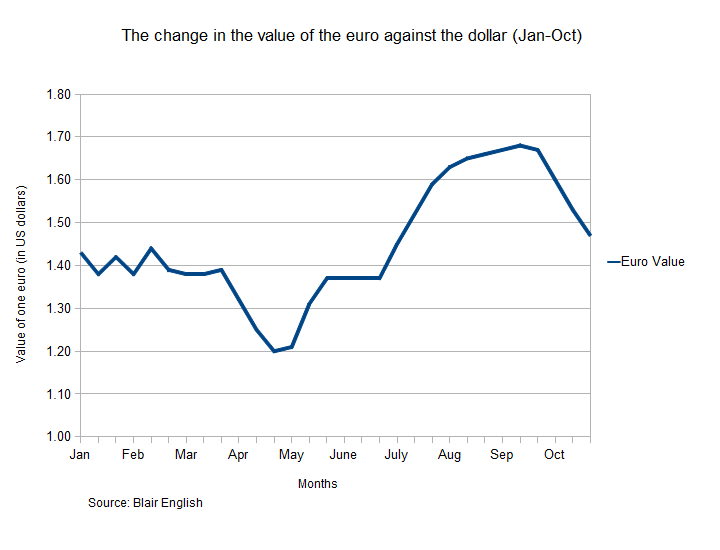 The change in the value of the euro against the dollar (Jan-Oct)
1.80
1.70
1.60
1.50
1.40
1.30
1.20
1.10
1.00
Value of one euro (in US dollars)
Euro Value
Jan Feb Mar Apr May June July Aug Sep Oct
Months
Source: Blair English